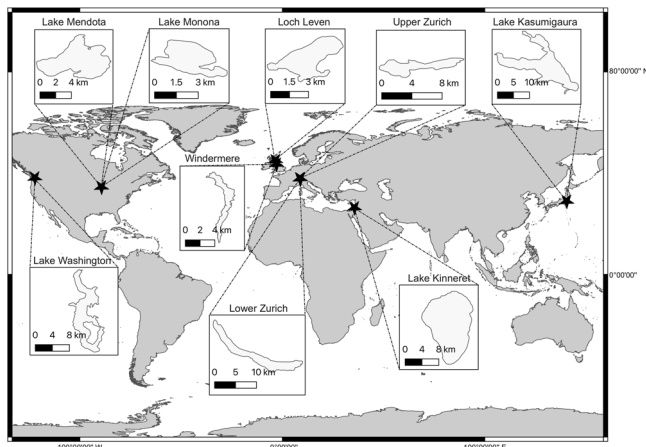 Lake Mendota
Lake Monona
Loch Leven
Upper Zurich
Lake Kasumigaura
0 2 4 km
0 1.5 3 km
0 1.5 3 km
0 4 8 km
0 5 10 km
80°00'00" N
Windermere
0 2 4 km
Lake Washington
0 4 8 km
0°00'00"
Lower Zurich
0 5 10 km
Lake Kinneret
0 4 8 km